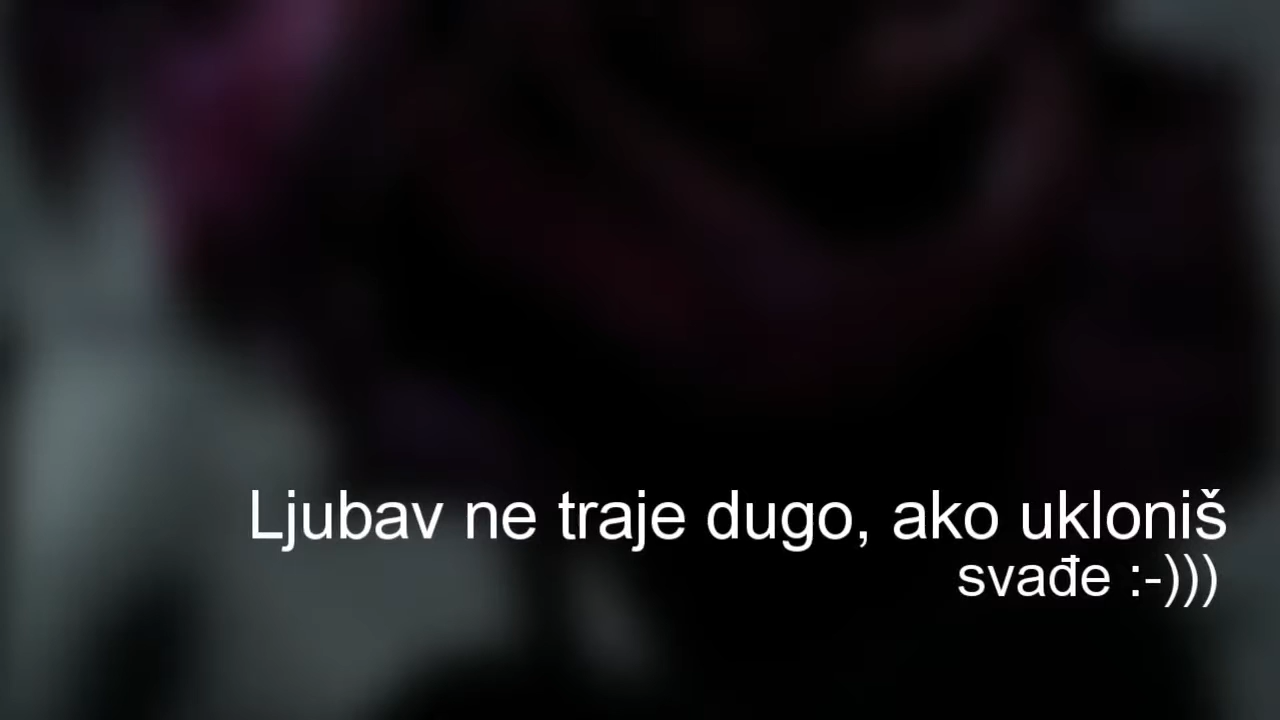 Ljubav ne traje dugo, ako ukloniš
svađe :-)))